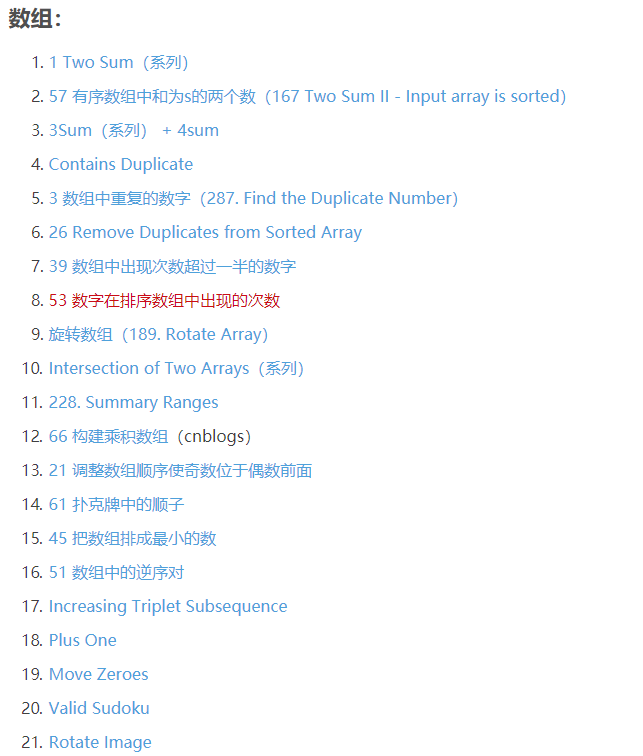 数组：
1. 1 Two Sum（系列）
2. 57 有序数组中和为s的两个数（167 Two Sum II - Input array is sorted）
3. 3Sum（系列） + 4sum
4. Contains Duplicate
5. 3 数组中重复的数字（287. Find the Duplicate Number）
6. 26 Remove Duplicates from Sorted Array
7. 39 数组中出现次数超过一半的数字
8. 53 数字在排序数组中出现的次数
9. 旋转数组（189. Rotate Array）
10. Intersection of Two Arrays（系列）
11. 228. Summary Ranges
12. 66 构建乘积数组（cnblogs）
13. 21 调整数组顺序使奇数位于偶数前面
14. 61 扑克牌中的顺子
15. 45 把数组排成最小的数
16. 51 数组中的逆序对
17. Increasing Triplet Subsequence
18. Plus One
19. Move Zeroes
20. Valid Sudoku
21. Rotate Image